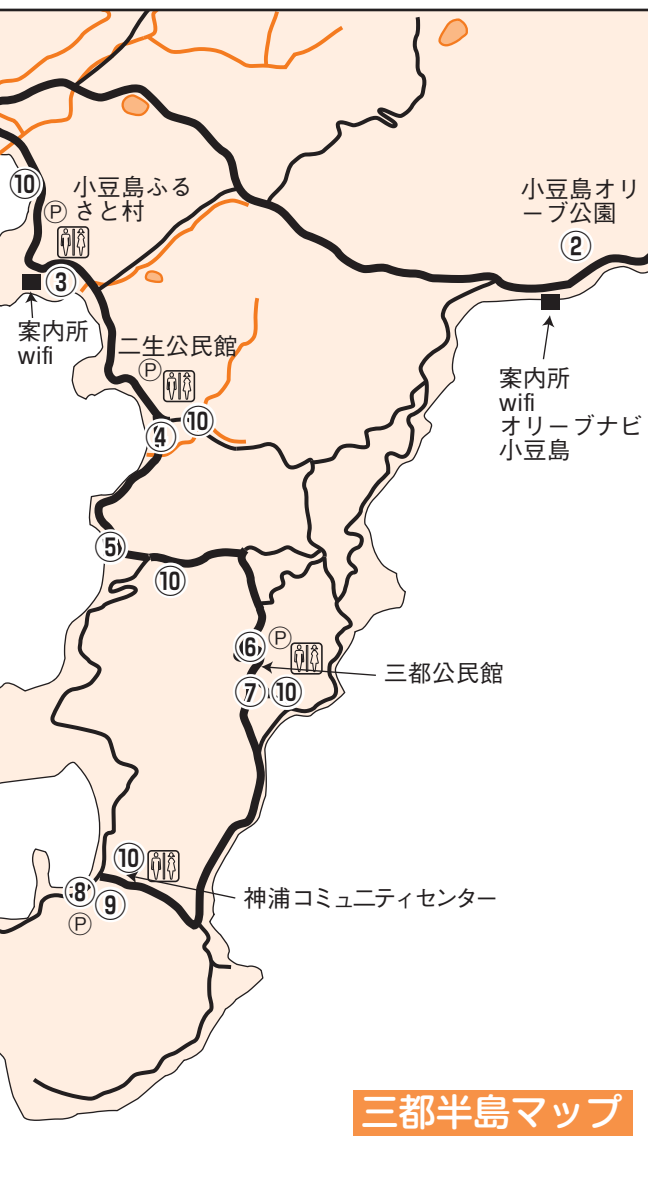 ⑩
小豆島ふる
Ⓟ さと村
小豆島オリ
ーブ公園
②
③
案内所
wifi
二生公民館
Ⓟ
案内所
wifi
オリーブナビ
小豆島
④
⑩
⑤
⑩
⑥
Ⓟ
三都公民館
⑦
⑩
⑩
⑧
⑨
神浦コミュニティセンター
Ⓟ
三都半島マップ